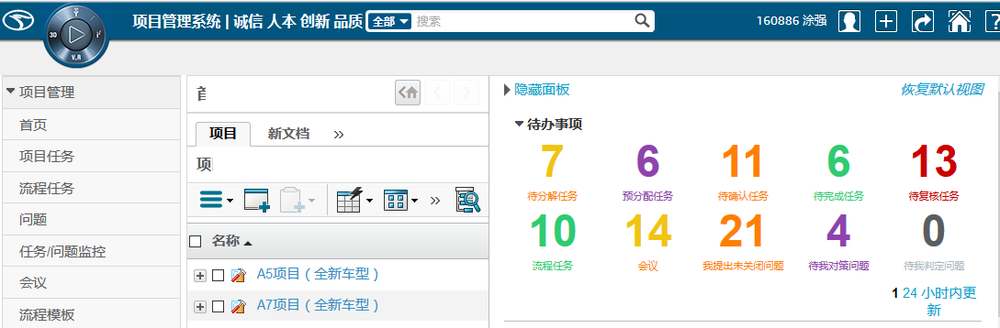 项目管理系统 | 诚信 人本 创新 品质
全部
搜索
160886 涂强
3D
V.R
项目管理
首页
项目任务
流程任务
问题
任务/问题监控
会议
流程模板
项目
新文档
»
项
»
名称
A5项目（全新车型）
A7项目（全新车型）
隐藏面板
恢复默认视图
待办事项
7
6
11
6
13
待分解任务
预分配任务
待确认任务
待完成任务
待复核任务
10
14
21
4
0
流程任务
会议
我提出未关闭问题
待我对策问题
待我判定问题
1 24 小时内更
新